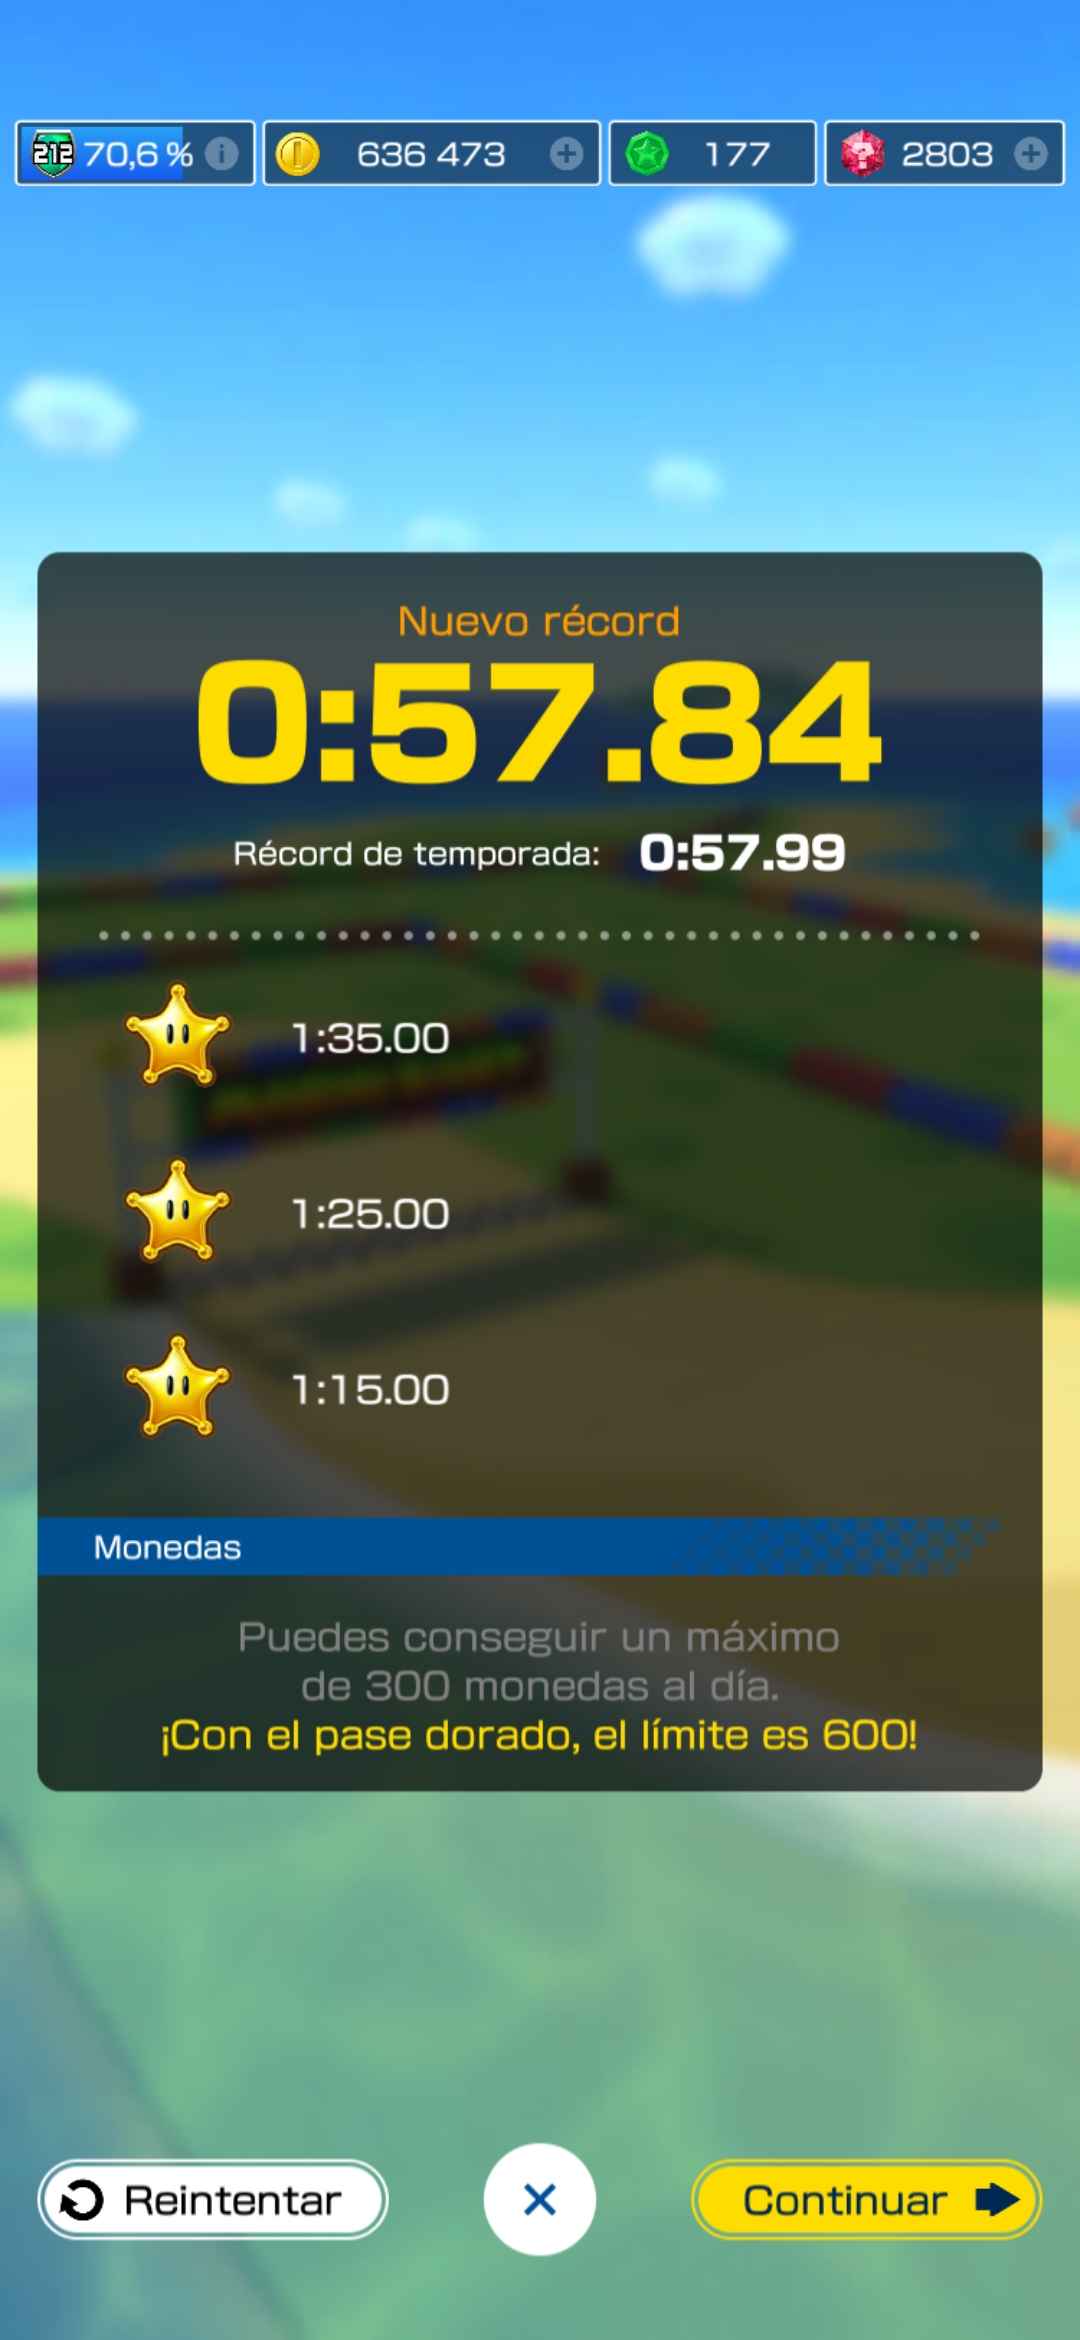 212 70,6 % i 636 473 + 177 2803 +
Nuevo récord
0:57.84
Récord de temporada: 0:57.99
1:35.00
1:25.00
1:15.00
Monedas
Puedes conseguir un máximo
de 300 monedas al día.
¡Con el pase dorado, el límite es 600!
Reintentar
Continuar